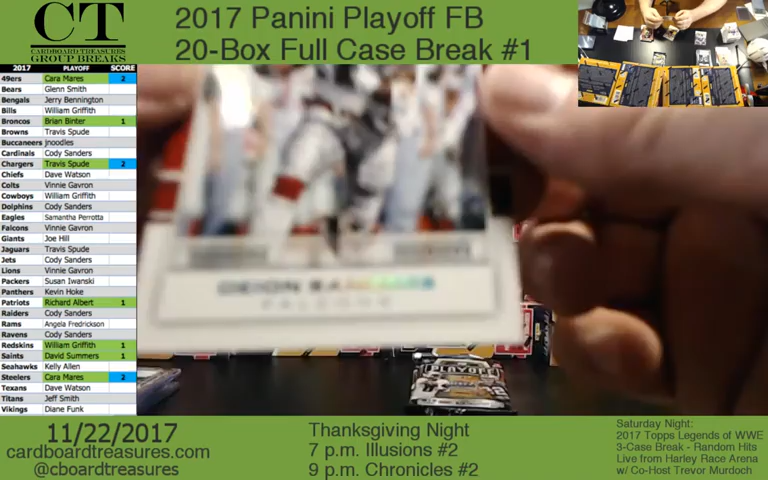 CT
CARDBOARD TREASURES
GROUP BREAKS
2017 Panini Playoff FB
20-Box Full Case Break #1
2017 PLAYOFF SCORE
49ers Cara Mares 2
Bears Glenn Smith
Bengals Jerry Bennington
Bills William Griffith
Broncos Brian Binter 1
Browns Travis Spude
Buccaneers Jnoodles
Cardinals Cody Sanders
Chargers Travis Spude 2
Chiefs Dave Watson
Colts Vinnie Gavron
Cowboys William Griffith
Dolphins Cody Sanders
Eagles Samantha Perrotta
Falcons Vinnie Gavron
Giants Joe Hill
Jaguars Travis Spude
Jets Cody Sanders
Lions Vinnie Gavron
Packers Susan Iwanski
Panthers Kevin Hoke
Patriots Richard Albert 1
Raiders Cody Sanders
Rams Angela Fredrickson
Ravens Cody Sanders
Redskins William Griffith 1
Saints David Summers 1
Seahawks Kelly Allen
Steelers Cara Mares 2
Texans Dave Watson
Titans Jeff Smith
Vikings Diane Funk
DEION SANDERS
FALCONS
PLAYOFF
11/22/2017
cardboardtreasures.com
@cboardtreasures
Thanksgiving Night
7 p.m. Illusions #2
9 p.m. Chronicles #2
Saturday Night:
2017 Topps Legends of WWE
3-Case Break - Random Hits
Live from Harley Race Arena
w/ Co-Host Trevor Murdoch